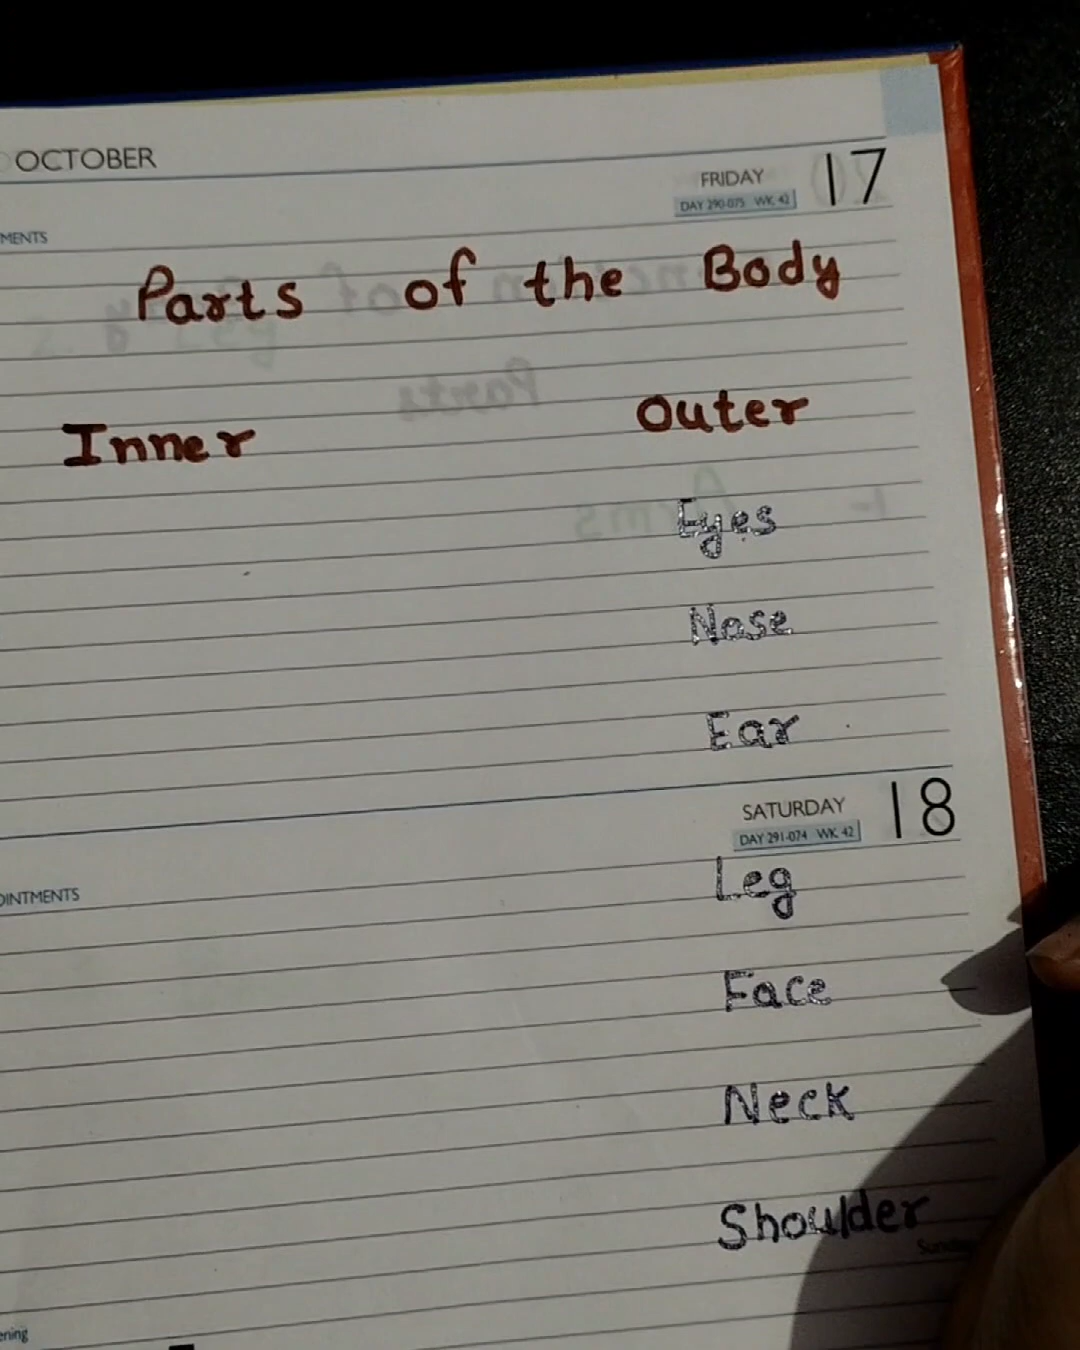 OCTOBER
FRIDAY 17
DAY 290-075 WK 42
MENTS
Parts of the Body
Inner Outer
Eyes
Nose
Ear
SATURDAY 18
DAY 291-074 WK 42
OINTMENTS
Leg
Face
Neck
Shoulder
ening